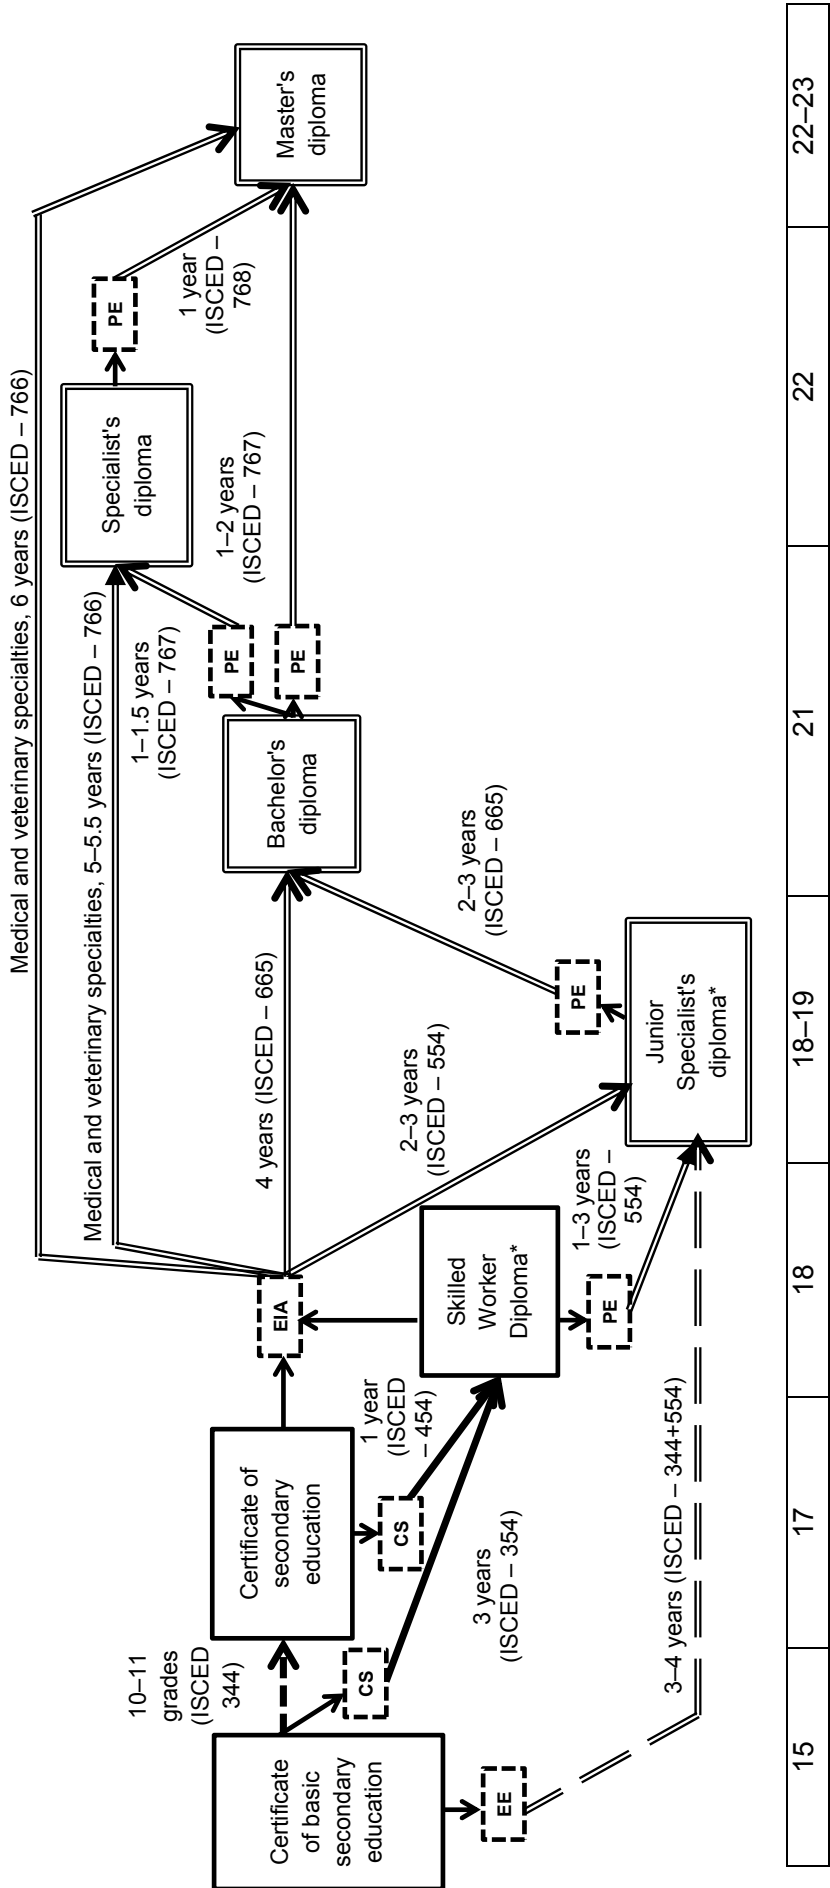 Medical and veterinary specialties, 6 years (ISCED – 766)
Medical and veterinary specialties, 5–5.5 years (ISCED – 766)
Certificate
of basic
secondary
education
10–11
grades
(ISCED
344)
CS
EE
Certificate of
secondary
education
CS
1 year
(ISCED
– 454)
3 years
(ISCED – 354)
3–4 years (ISCED – 344+554)
EIA
Skilled
Worker
Diploma*
PE
1–3 years
(ISCED –
554)
4 years (ISCED – 665)
2–3 years
(ISCED – 554)
Junior
Specialist's
diploma*
PE
2–3 years
(ISCED – 665)
Bachelor's
diploma
PE
PE
1–1.5 years
(ISCED – 767)
1–2 years
(ISCED – 767)
Specialist's
diploma
PE
1 year
(ISCED –
768)
Master's
diploma
15
17
18
18–19
21
22
22–23